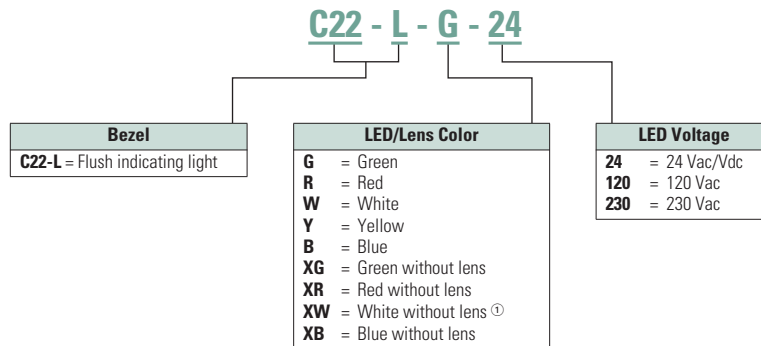 C22 - L - G - 24
Bezel
C22-L = Flush indicating light
LED/Lens Color
G = Green
R = Red
W = White
Y = Yellow
B = Blue
XG = Green without lens
XR = Red without lens
XW = White without lens ①
XB = Blue without lens
LED Voltage
24 = 24 Vac/Vdc
120 = 120 Vac
230 = 230 Vac